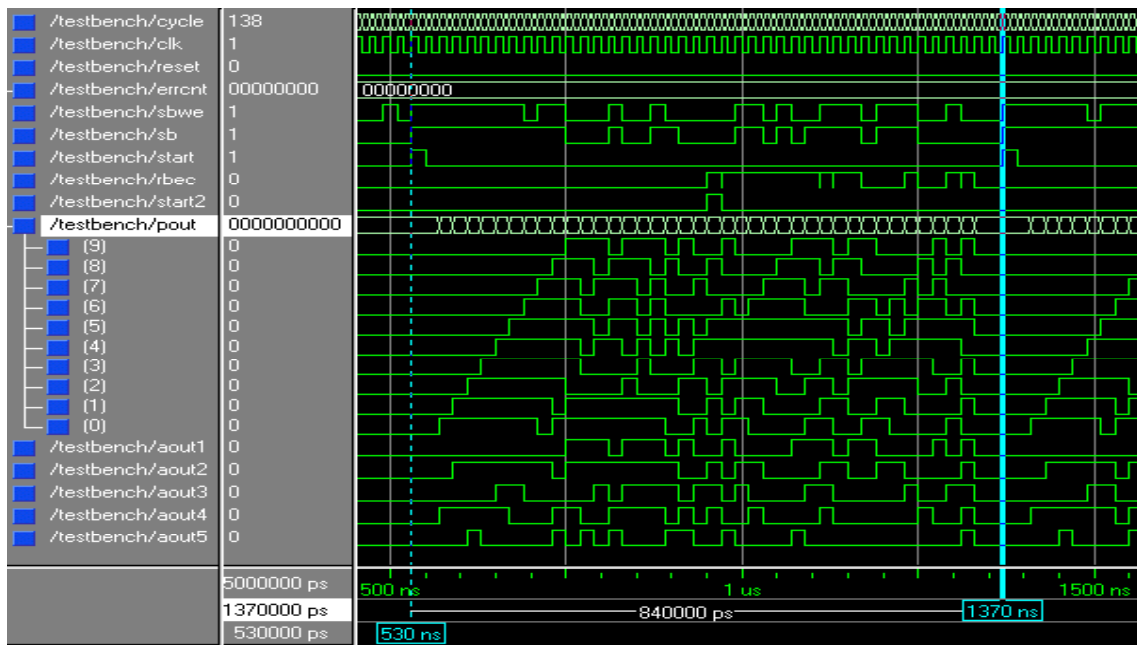 /testbench/cycle 138
/testbench/clk 1
/testbench/reset 0
/testbench/errcnt 00000000 00000000
/testbench/sbwe 1
/testbench/sb 1
/testbench/start 1
/testbench/rbec 0
/testbench/start2 0
/testbench/pout 0000000000
(9) 0
(8) 0
(7) 0
(6) 0
(5) 0
(4) 0
(3) 0
(2) 0
(1) 0
(0) 0
/testbench/aout1 0
/testbench/aout2 0
/testbench/aout3 0
/testbench/aout4 0
/testbench/aout5 0
5000000 ps 500 ns 1 us 1500 ns
1370000 ps 840000 ps 1370 ns
530000 ps 530 ns